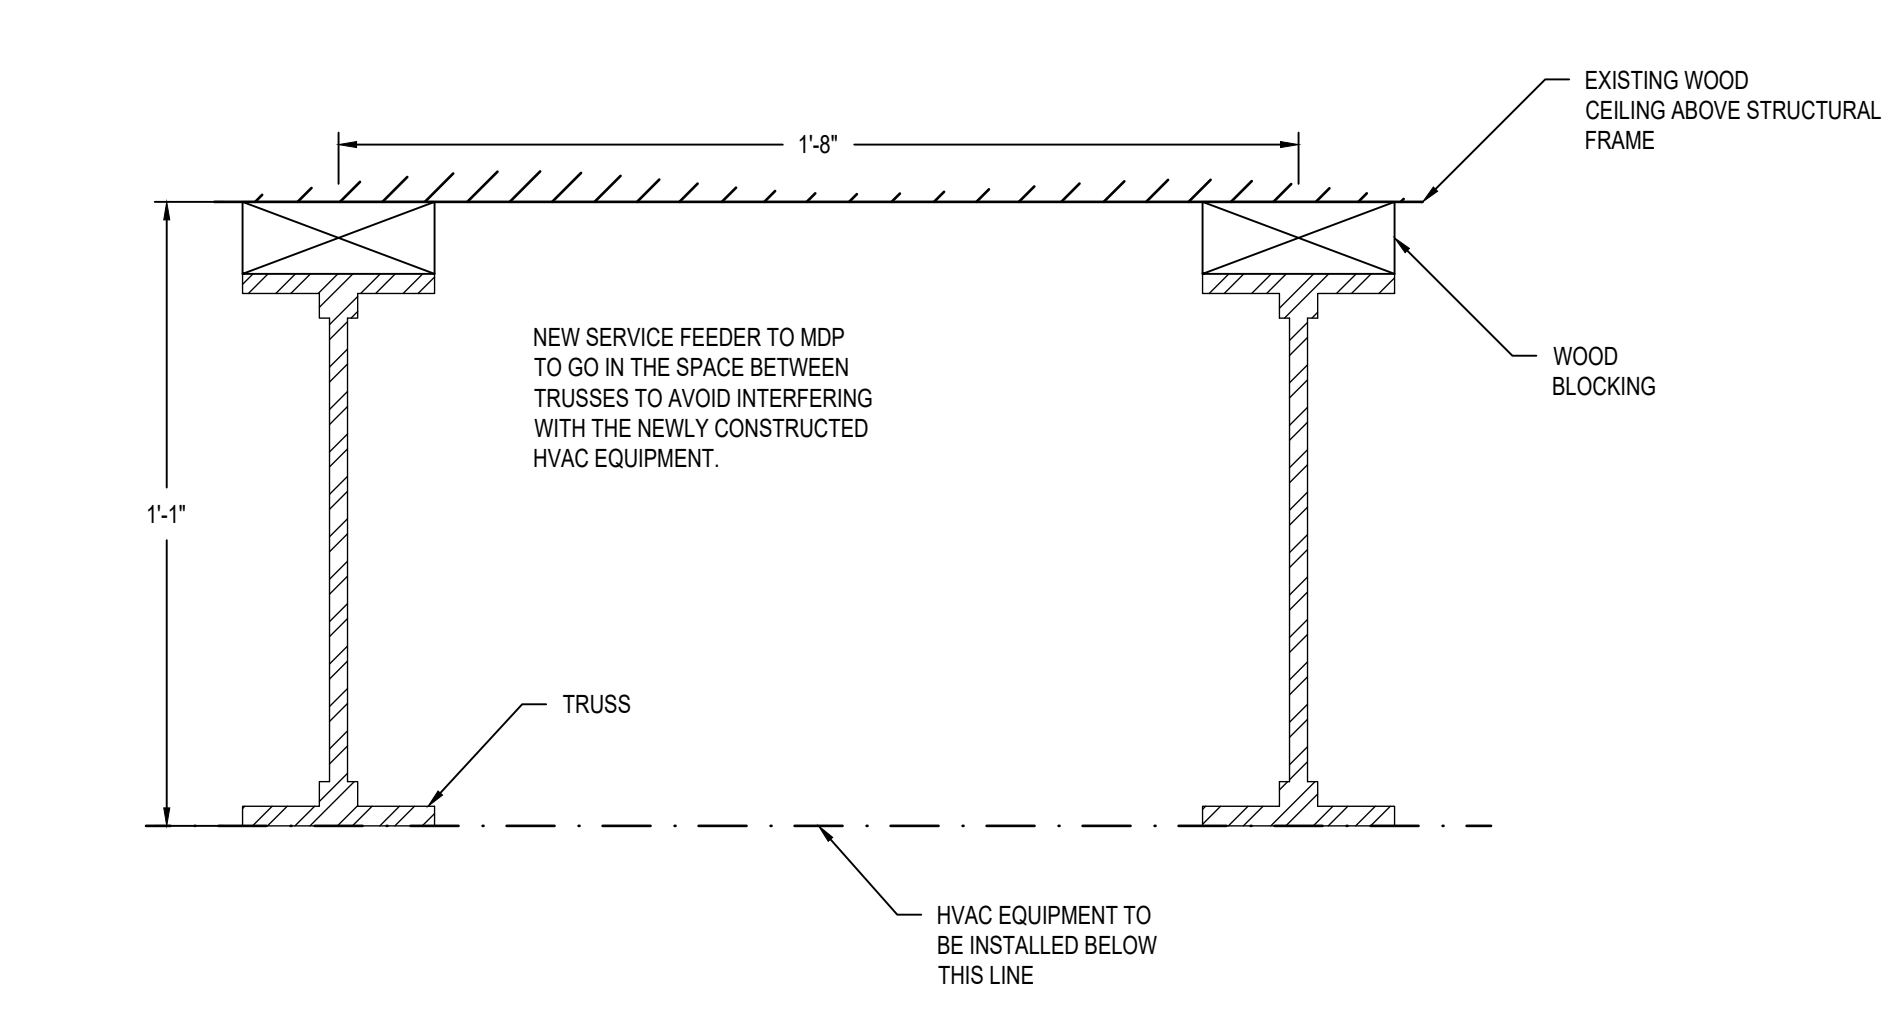 EXISTING WOOD
CEILING ABOVE STRUCTURAL
FRAME
1'-8"
NEW SERVICE FEEDER TO MDP
TO GO IN THE SPACE BETWEEN
TRUSSES TO AVOID INTERFERING
WITH THE NEWLY CONSTRUCTED
HVAC EQUIPMENT.
WOOD
BLOCKING
1'-1"
TRUSS
HVAC EQUIPMENT TO
BE INSTALLED BELOW
THIS LINE